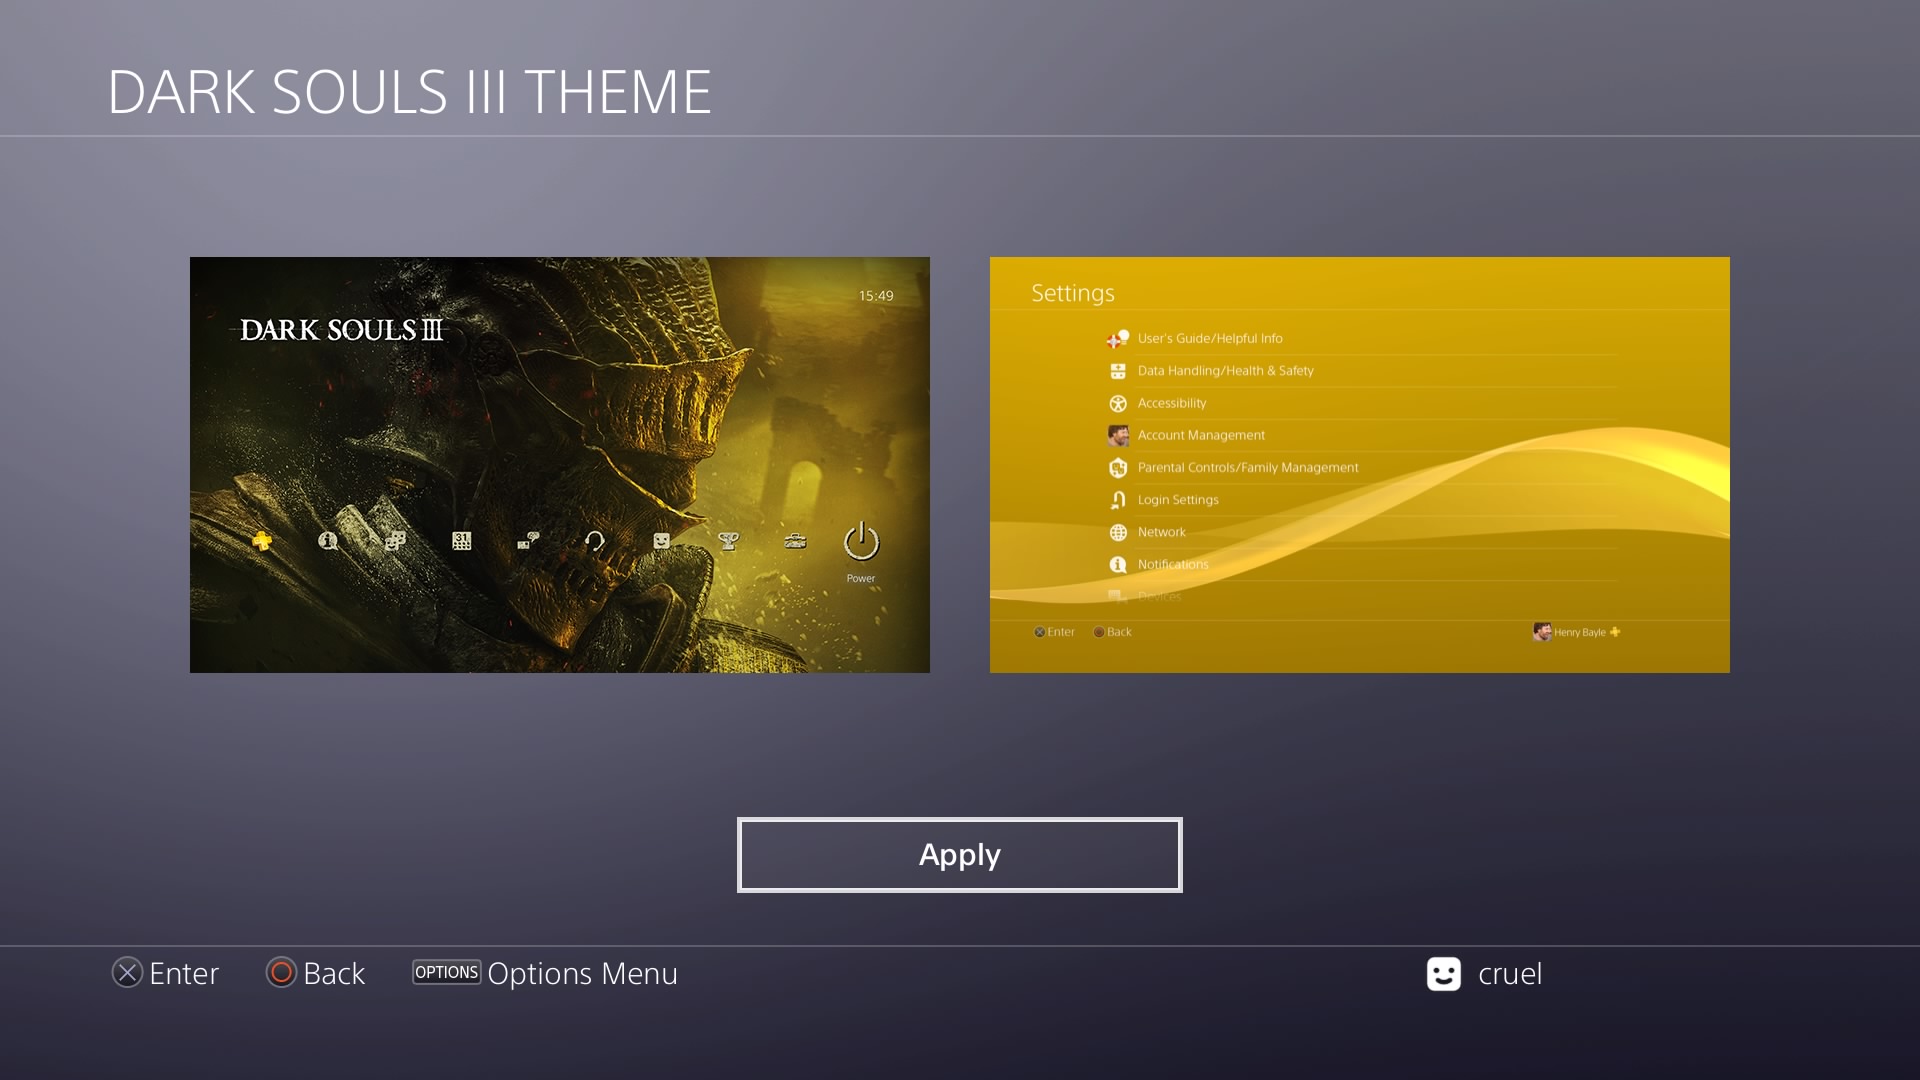 DARK SOULS III THEME
15:49
DARK SOULS III
31
Power
Settings
User's Guide/Helpful Info
Data Handling/Health & Safety
Accessibility
Account Management
Parental Controls/Family Management
Login Settings
Network
Notifications
Devices
Enter
Back
Henry Bayle
Apply
Enter
Back
OPTIONS Options Menu
cruel